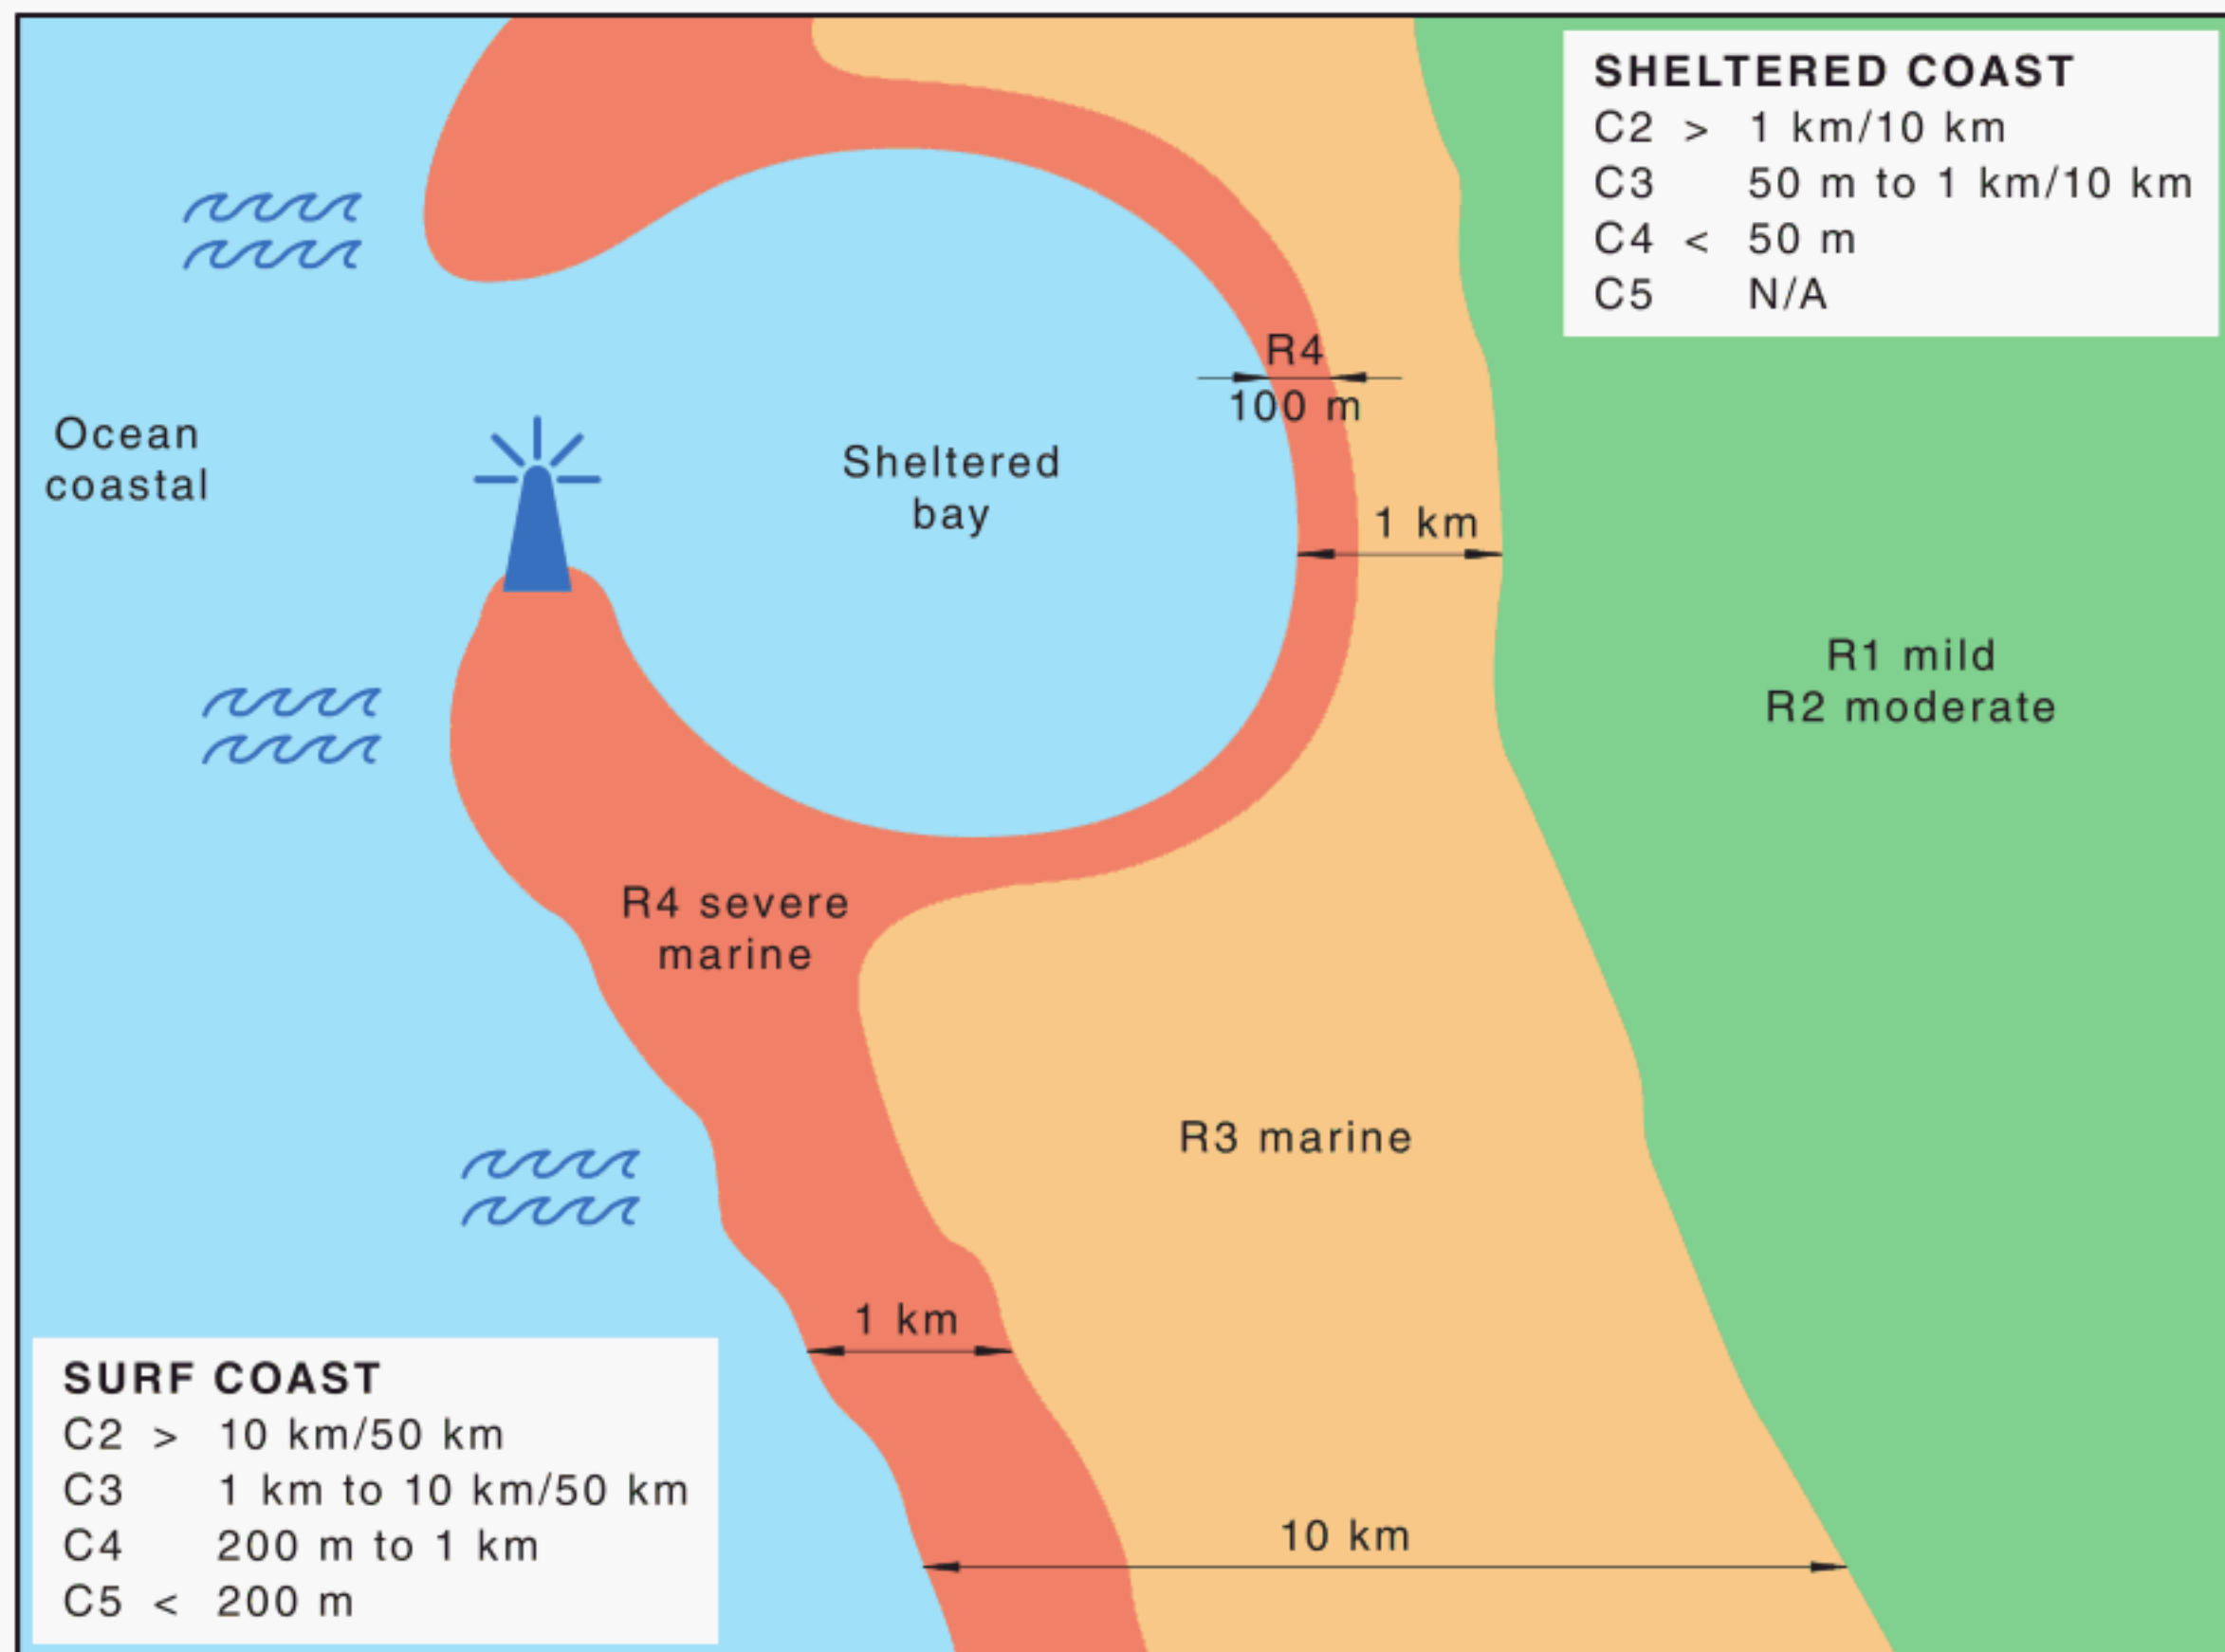 SHELTERED COAST
C2 > 1 km/10 km
C3 50 m to 1 km/10 km
C4 < 50 m
C5 N/A
R4
100 m
Ocean
coastal
Sheltered
bay
1 km
R1 mild
R2 moderate
R4 severe
marine
R3 marine
1 km
SURF COAST
C2 > 10 km/50 km
C3 1 km to 10 km/50 km
C4 200 m to 1 km
C5 < 200 m
10 km